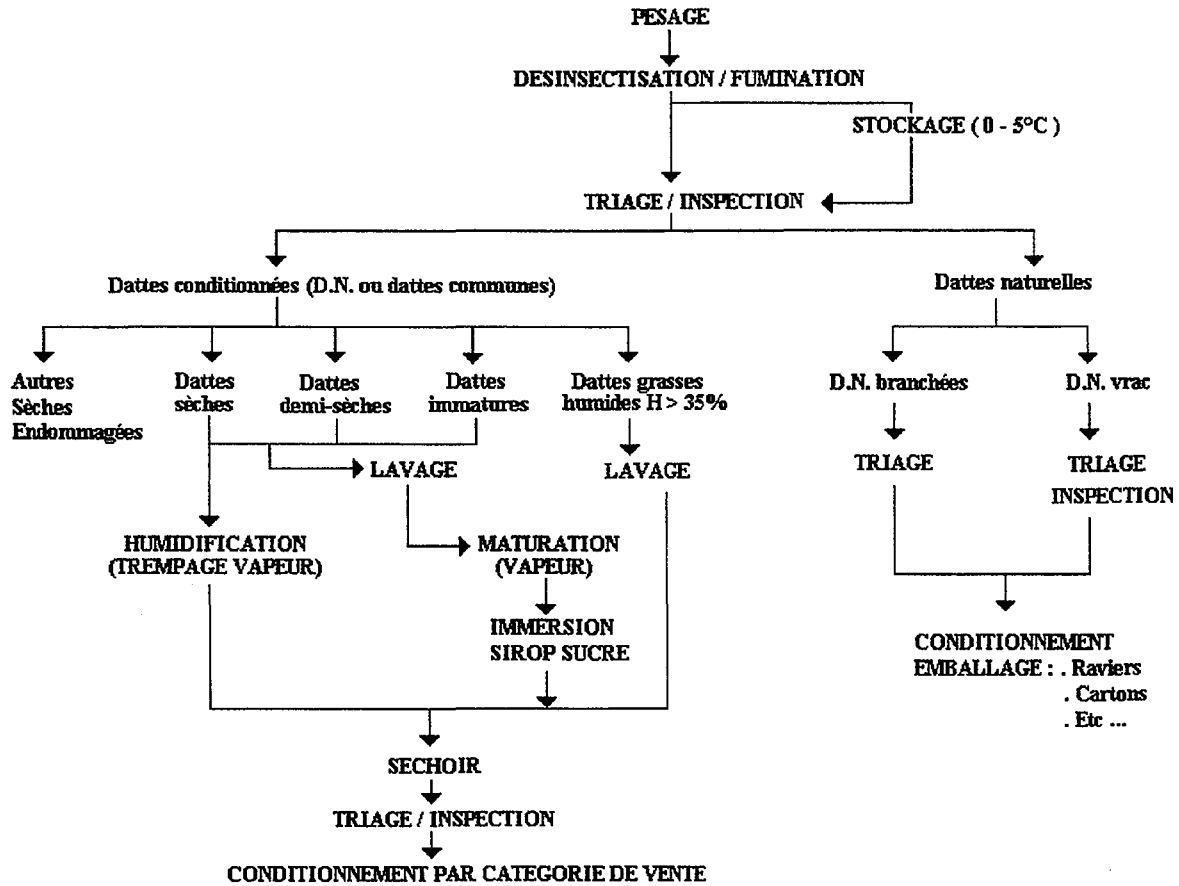 PESAGE
DESINSECTISATION / FUMINATION
STOCKAGE ( 0 - 5°C )
TRIAGE / INSPECTION
Dattes conditionnées (D.N. ou dattes communes)
Dattes naturelles
Autres
Sèches
Endommagées
Dattes
sèches
Dattes
demi-sèches
Dattes
immatures
Dattes grasses
humides H > 35%
D.N. branchées
D.N. vrac
LAVAGE
LAVAGE
TRIAGE
TRIAGE
INSPECTION
HUMIDIFICATION
(TREMPAGE VAPEUR)
MATURATION
(VAPEUR)
IMMERSION
SIROP SUCRE
CONDITIONNEMENT
EMBALLAGE : . Raviers
. Cartons
. Etc ...
SECHOIR
TRIAGE / INSPECTION
CONDITIONNEMENT PAR CATEGORIE DE VENTE